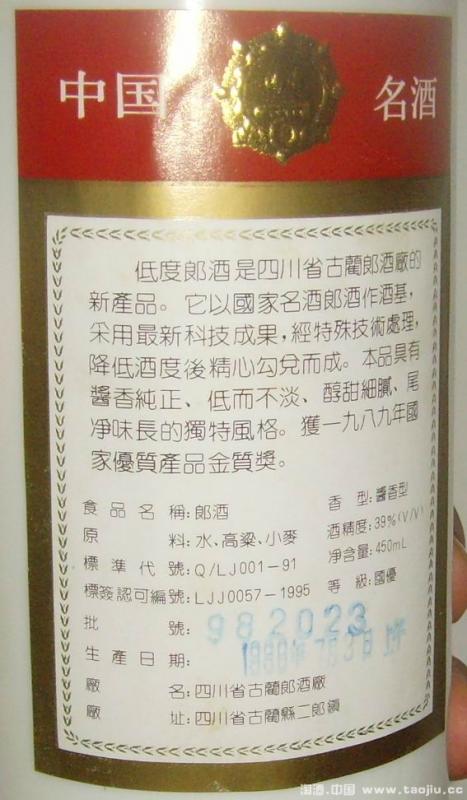 中国 名酒
低度郎酒是四川省古藺郎酒廠的
新產品。它以國家名酒郎酒作酒基，
采用最新科技成果，經特殊技術處理，
降低酒度後精心勾兌而成。本品具有
醬香純正、低而不淡、醇甜細膩、尾
凈味長的獨特風格。獲一九八九年國
家優質產品金質獎。
食品名稱：郎酒 香型：醬香型
原料：水、高粱、小麥 酒精度：39%(V/V)
標準代號：Q/LJ001-91 净含量：450mL
標簽認可編號：LJJ0057-1995 等級：國優
批號：982023
生產日期：
廠名：四川省古藺郎酒廠
廠址：四川省古藺縣二郎鎮
淘酒.中国 www.taojiu.cc